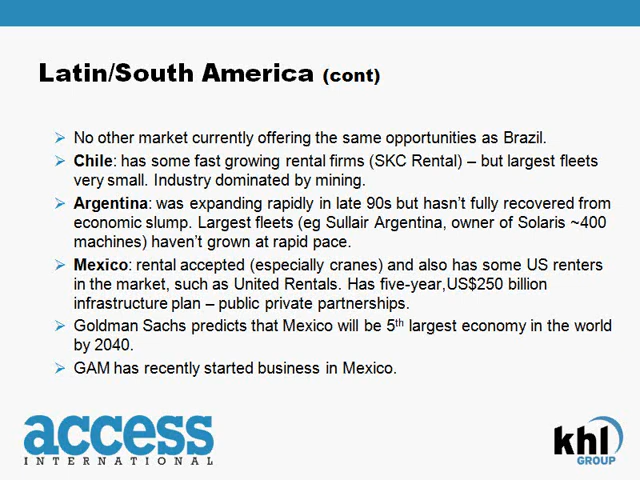 Latin/South America (cont)
➢ No other market currently offering the same opportunities as Brazil.
➢ Chile: has some fast growing rental firms (SKC Rental) – but largest fleets
very small. Industry dominated by mining.
➢ Argentina: was expanding rapidly in late 90s but hasn't fully recovered from
economic slump. Largest fleets (eg Sullair Argentina, owner of Solaris ~400
machines) haven't grown at rapid pace.
➢ Mexico: rental accepted (especially cranes) and also has some US renters
in the market, such as United Rentals. Has five-year,US$250 billion
infrastructure plan – public private partnerships.
➢ Goldman Sachs predicts that Mexico will be 5th largest economy in the world
by 2040.
➢ GAM has recently started business in Mexico.
access
INTERNATIONAL
khl
GROUP